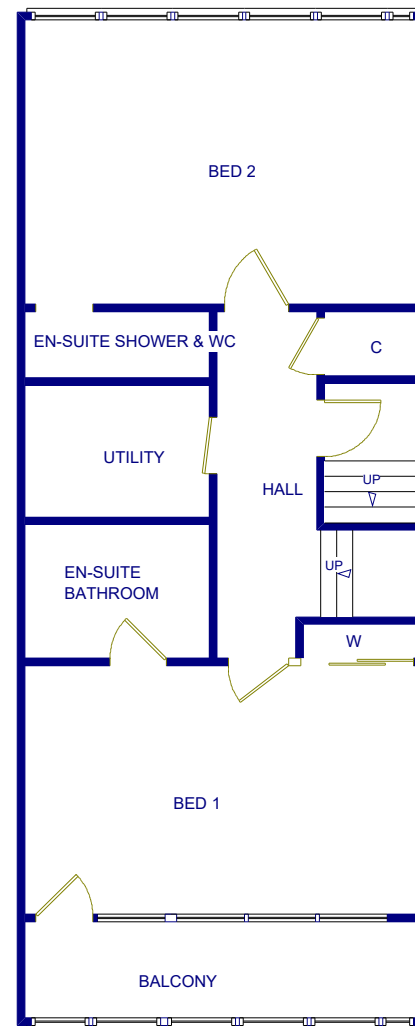 BED 2
EN-SUITE SHOWER & WC
C
UTILITY
UP
HALL
UP
EN-SUITE
BATHROOM
W
BED 1
BALCONY